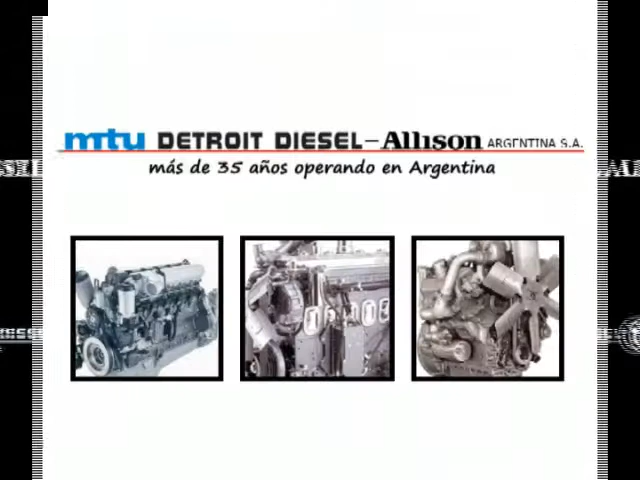 mtu DETROIT DIESEL-Allison ARGENTINA S.A.
más de 35 años operando en Argentina